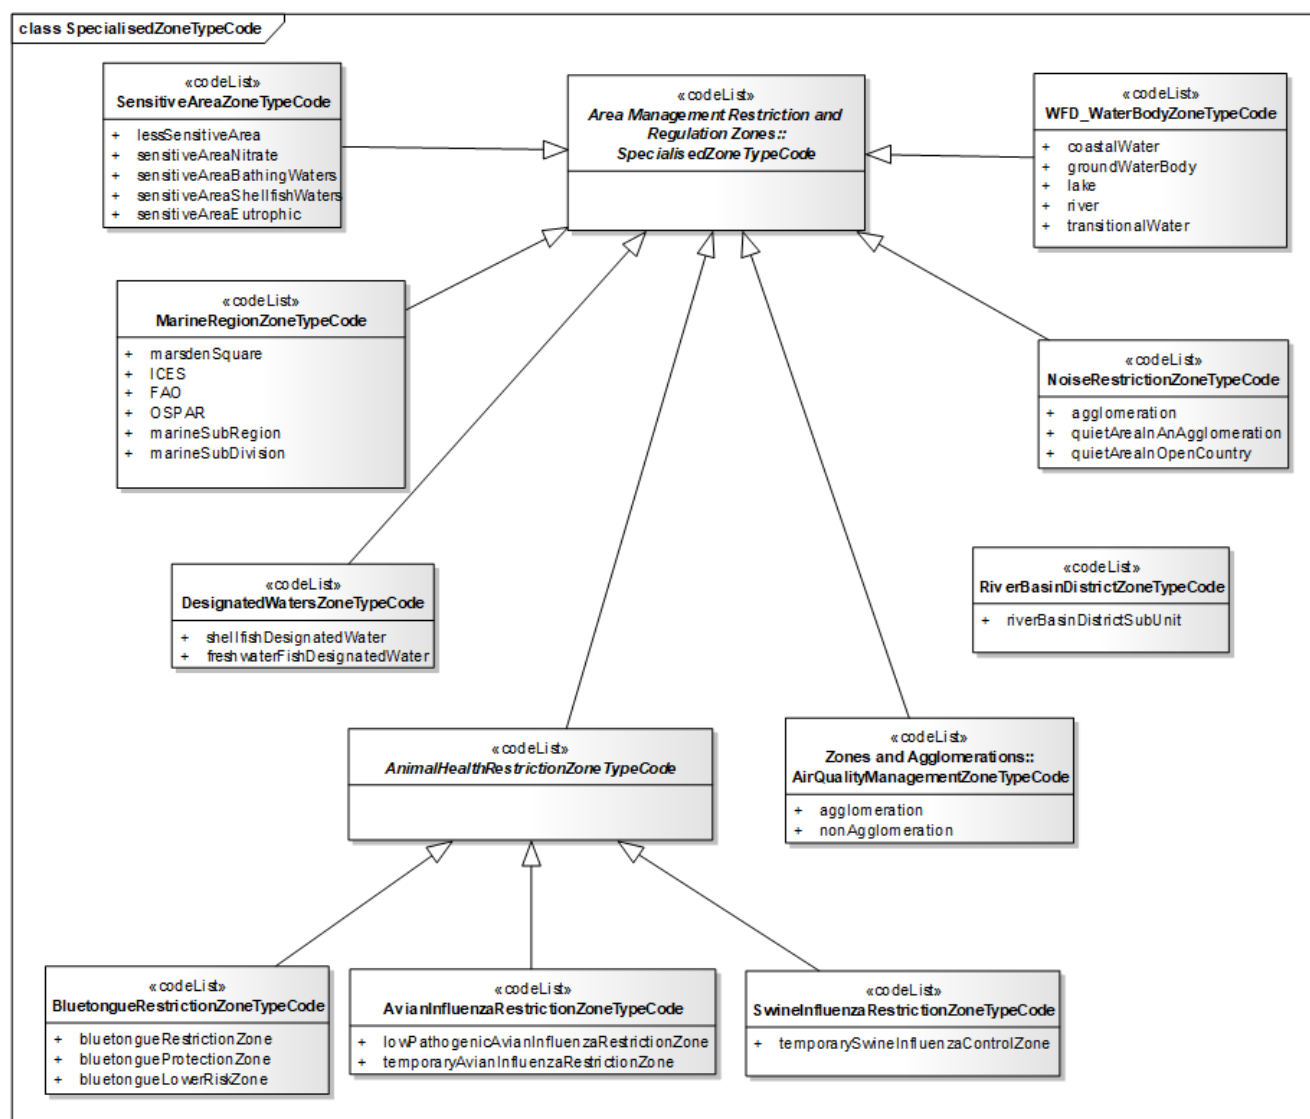 class SpecialisedZoneTypeCode
«codeList»
SensitiveAreaZoneTypeCode
+ lessSensitiveArea
+ sensitiveAreaNitrate
+ sensitiveAreaBathingWaters
+ sensitiveAreaShellfishWaters
+ sensitiveAreaEutrophic
«codeList»
Area Management Restriction and
Regulation Zones::
SpecialisedZoneTypeCode
«codeList»
WFD_WaterBodyZoneTypeCode
+ coastalWater
+ groundWaterBody
+ lake
+ river
+ transitionalWater
«codeList»
MarineRegionZoneTypeCode
+ marsdenSquare
+ ICES
+ FAO
+ OSPAR
+ marineSubRegion
+ marineSubDivision
«codeList»
NoiseRestrictionZoneTypeCode
+ agglomeration
+ quietAreaInAnAgglomeration
+ quietAreaInOpenCountry
«codeList»
DesignatedWatersZoneTypeCode
+ shellfishDesignatedWater
+ freshwaterFishDesignatedWater
«codeList»
RiverBasinDistrictZoneTypeCode
+ riverBasinDistrictSubUnit
«codeList»
AnimalHealthRestrictionZoneTypeCode
«codeList»
Zones and Agglomerations::
AirQualityManagementZoneTypeCode
+ agglomeration
+ nonAgglomeration
«codeList»
BluetongueRestrictionZoneTypeCode
+ bluetongueRestrictionZone
+ bluetongueProtectionZone
+ bluetongueLowerRiskZone
«codeList»
AvianInfluenzaRestrictionZoneTypeCode
+ lowPathogenicAvianInfluenzaRestrictionZone
+ temporaryAvianInfluenzaRestrictionZone
«codeList»
SwineInfluenzaRestrictionZoneTypeCode
+ temporarySwineInfluenzaControlZone